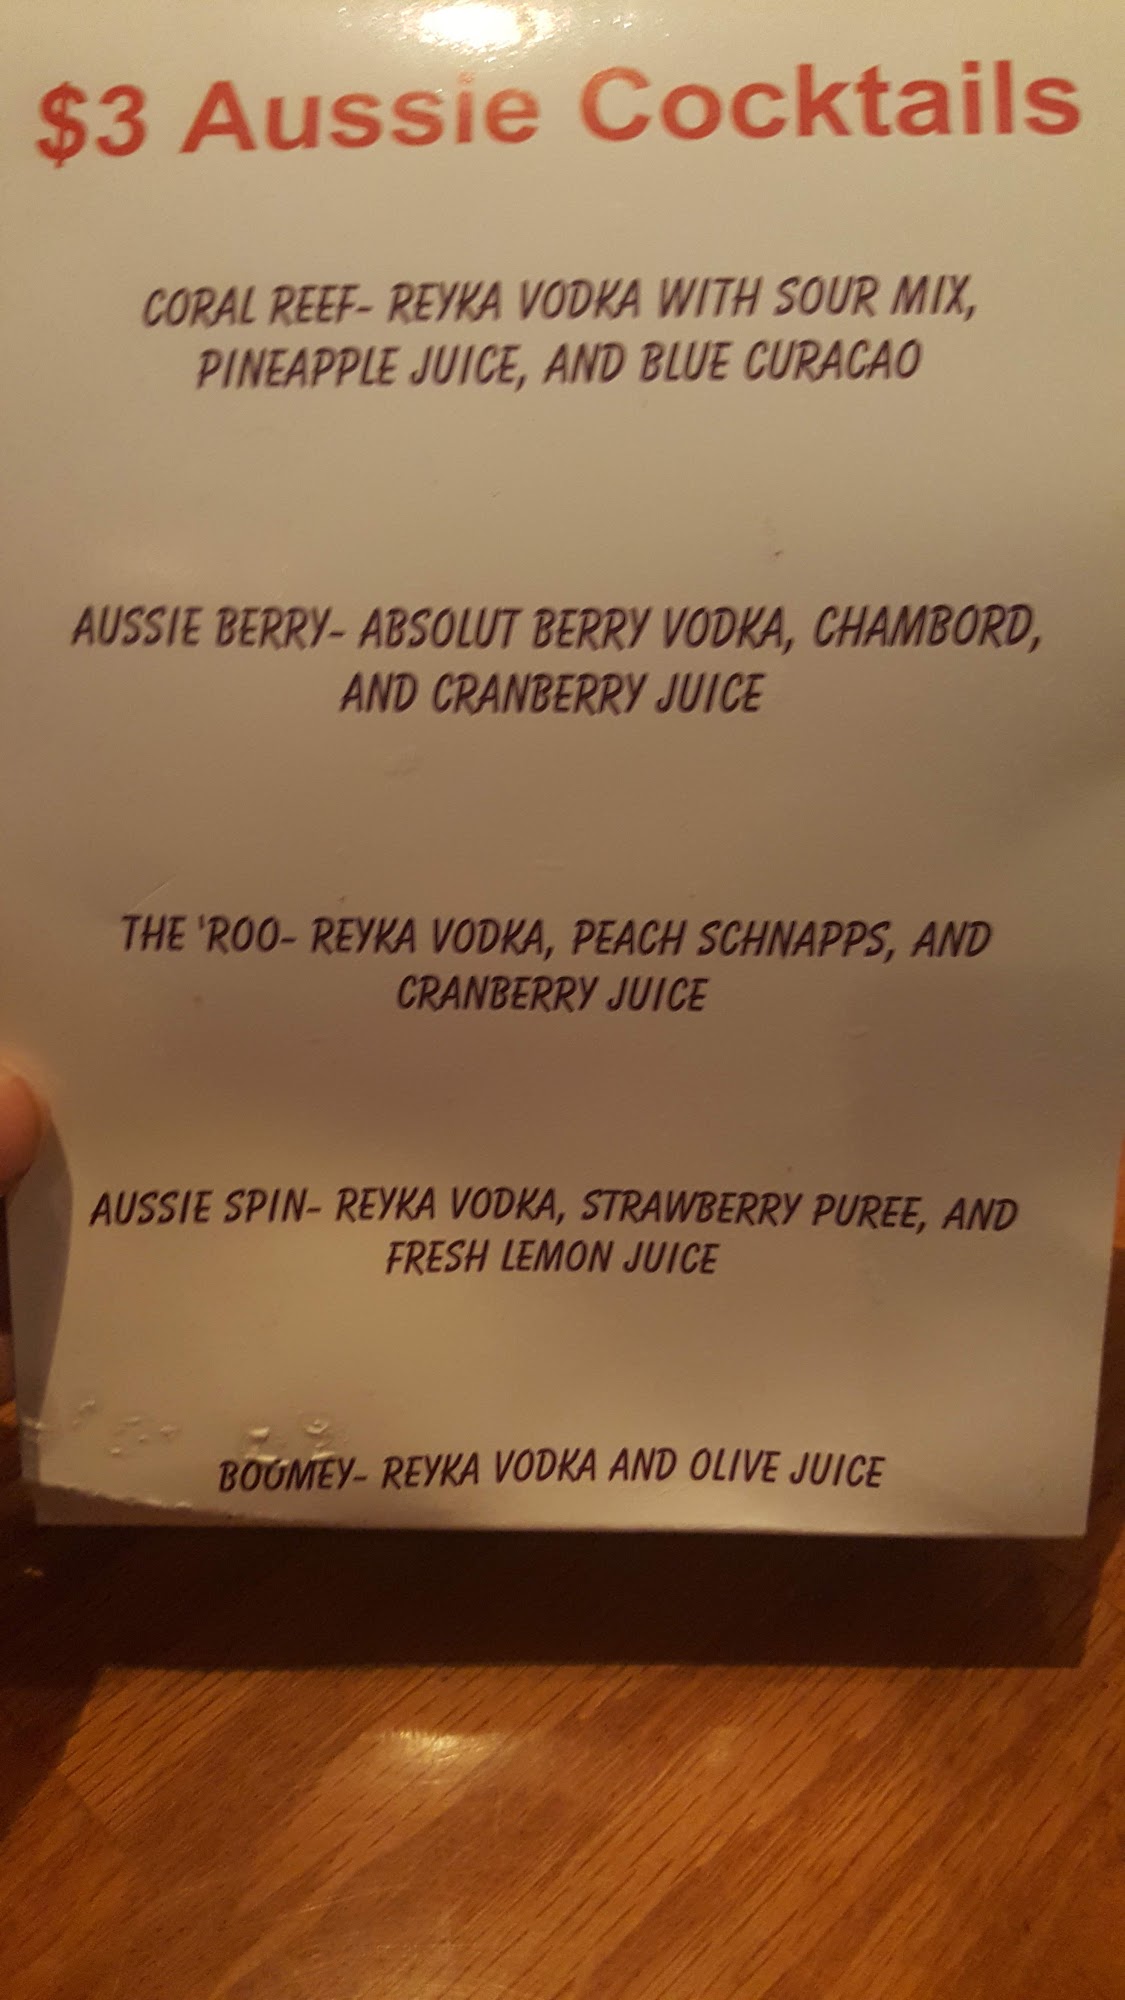 $3 Aussie Cocktails
CORAL REEF- REYKA VODKA WITH SOUR MIX,
PINEAPPLE JUICE, AND BLUE CURACAO
AUSSIE BERRY- ABSOLUT BERRY VODKA, CHAMBORD,
AND CRANBERRY JUICE
THE 'ROO- REYKA VODKA, PEACH SCHNAPPS, AND
CRANBERRY JUICE
AUSSIE SPIN- REYKA VODKA, STRAWBERRY PUREE, AND
FRESH LEMON JUICE
BOOMEY- REYKA VODKA AND OLIVE JUICE